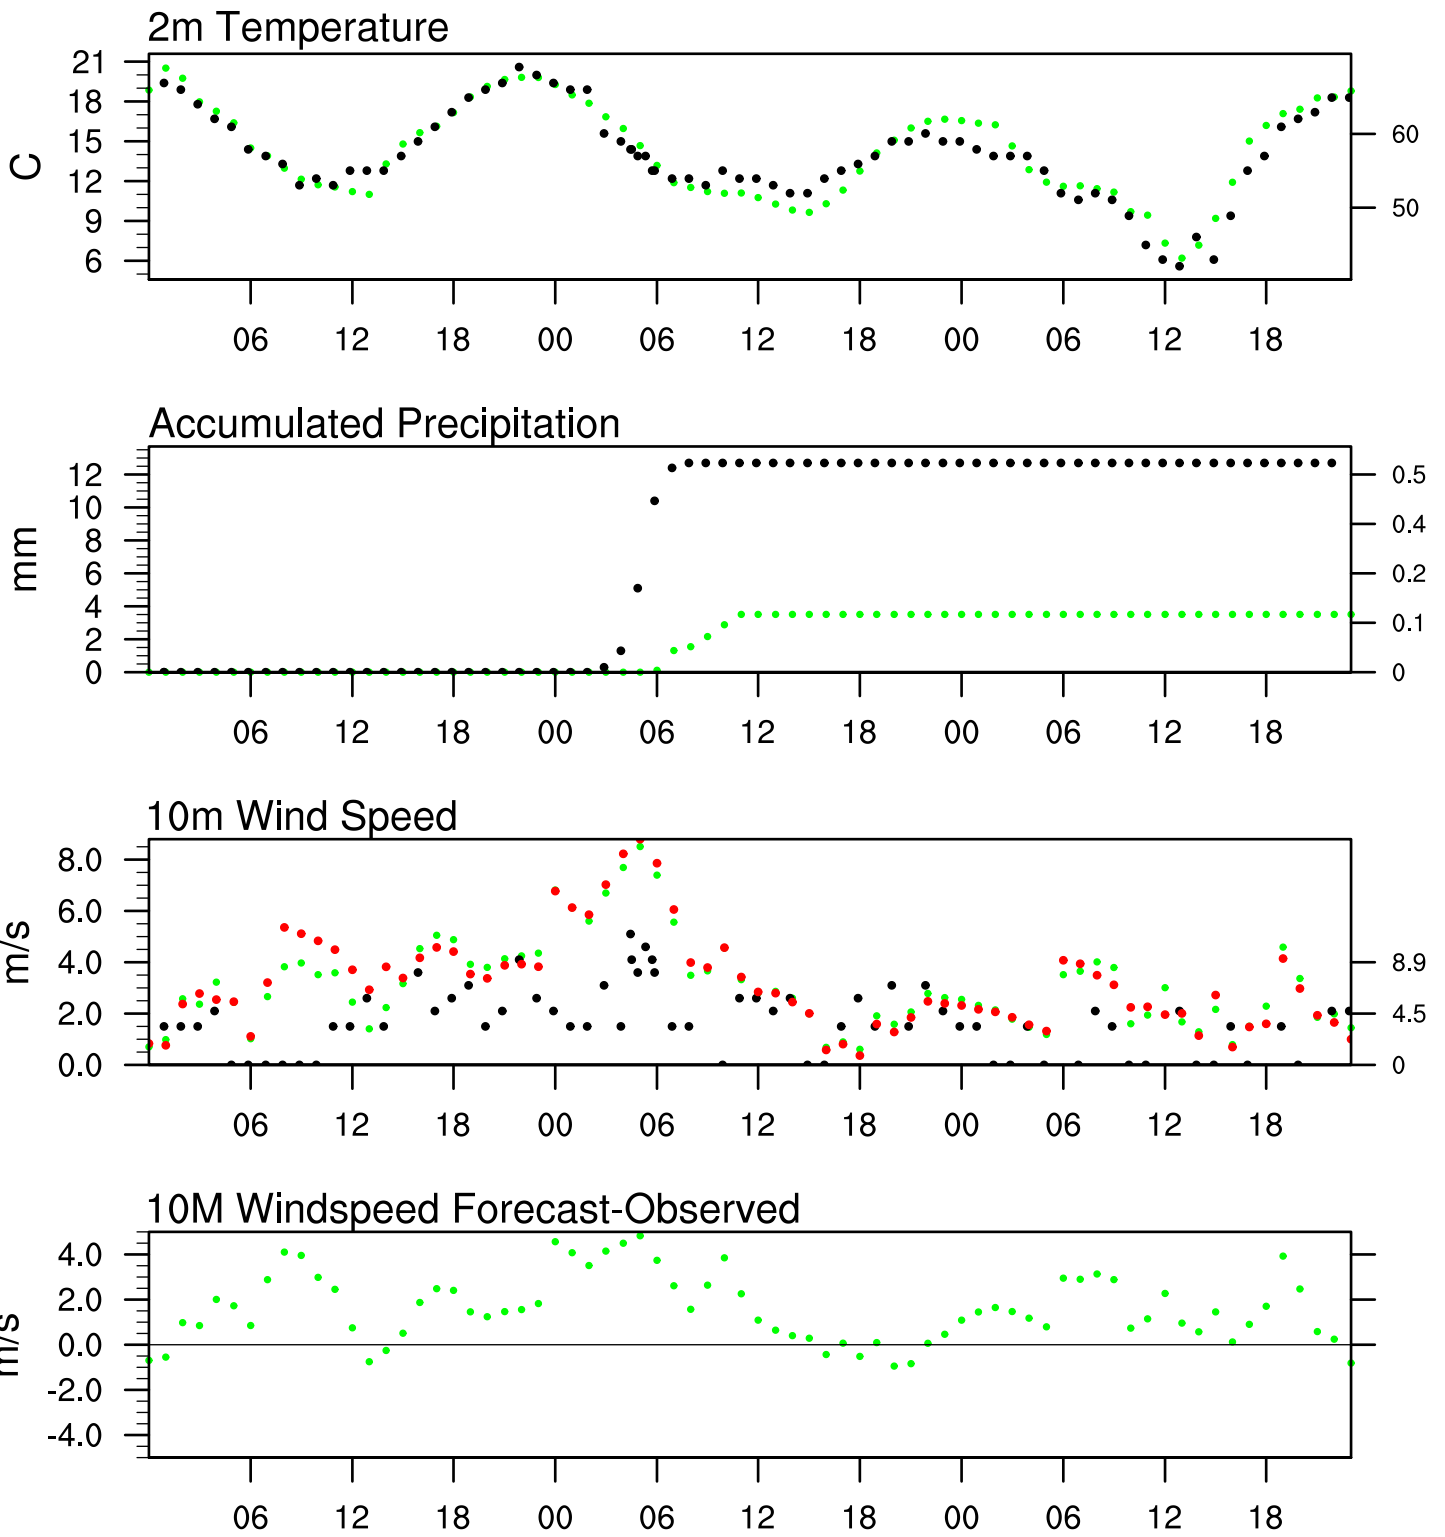 2m Temperature
21
18
15
12
9
6
C
60
50
06 12 18 00 06 12 18 00 06 12 18
Accumulated Precipitation
12
10
8
6
4
2
0
mm
0.5
0.4
0.2
0.1
0
06 12 18 00 06 12 18 00 06 12 18
10m Wind Speed
8.0
6.0
4.0
2.0
0.0
m/s
8.9
4.5
0
06 12 18 00 06 12 18 00 06 12 18
10M Windspeed Forecast-Observed
4.0
2.0
0.0
-2.0
-4.0
m/s
06 12 18 00 06 12 18 00 06 12 18